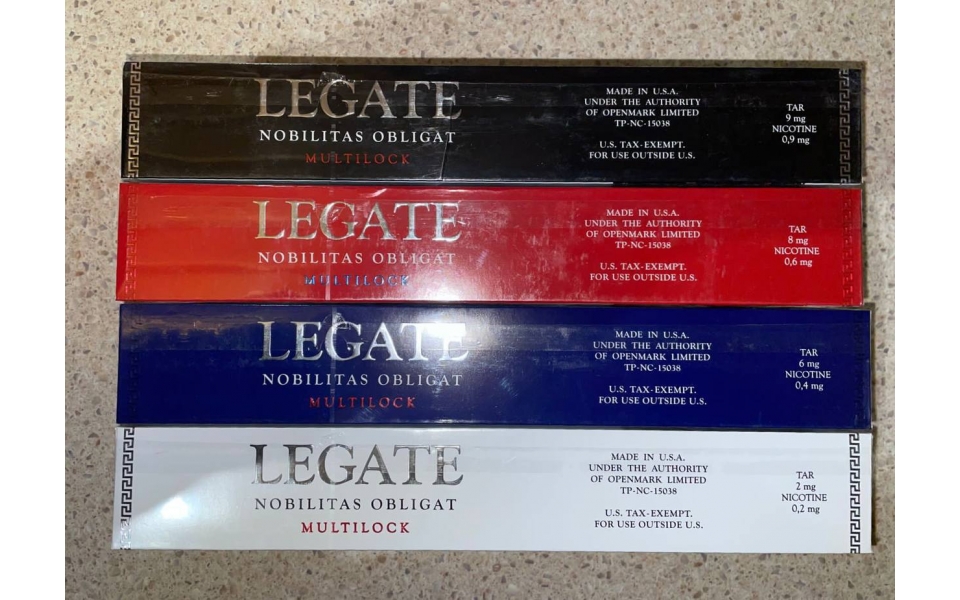 LEGATE
NOBILITAS OBLIGAT
MULTILOCK
MADE IN U.S.A.
UNDER THE AUTHORITY
OF OPENMARK LIMITED
TP-NC-15038
U.S. TAX-EXEMPT.
FOR USE OUTSIDE U.S.
TAR
9 mg
NICOTINE
0,9 mg
LEGATE
NOBILITAS OBLIGAT
MULTILOCK
MADE IN U.S.A.
UNDER THE AUTHORITY
OF OPENMARK LIMITED
TP-NC-15038
U.S. TAX-EXEMPT.
FOR USE OUTSIDE U.S.
TAR
8 mg
NICOTINE
0,6 mg
LEGATE
NOBILITAS OBLIGAT
MULTILOCK
MADE IN U.S.A.
UNDER THE AUTHORITY
OF OPENMARK LIMITED
TP-NC-15038
U.S. TAX-EXEMPT.
FOR USE OUTSIDE U.S.
TAR
6 mg
NICOTINE
0,4 mg
LEGATE
NOBILITAS OBLIGAT
MULTILOCK
MADE IN U.S.A.
UNDER THE AUTHORITY
OF OPENMARK LIMITED
TP-NC-15038
U.S. TAX-EXEMPT.
FOR USE OUTSIDE U.S.
TAR
2 mg
NICOTINE
0,2 mg